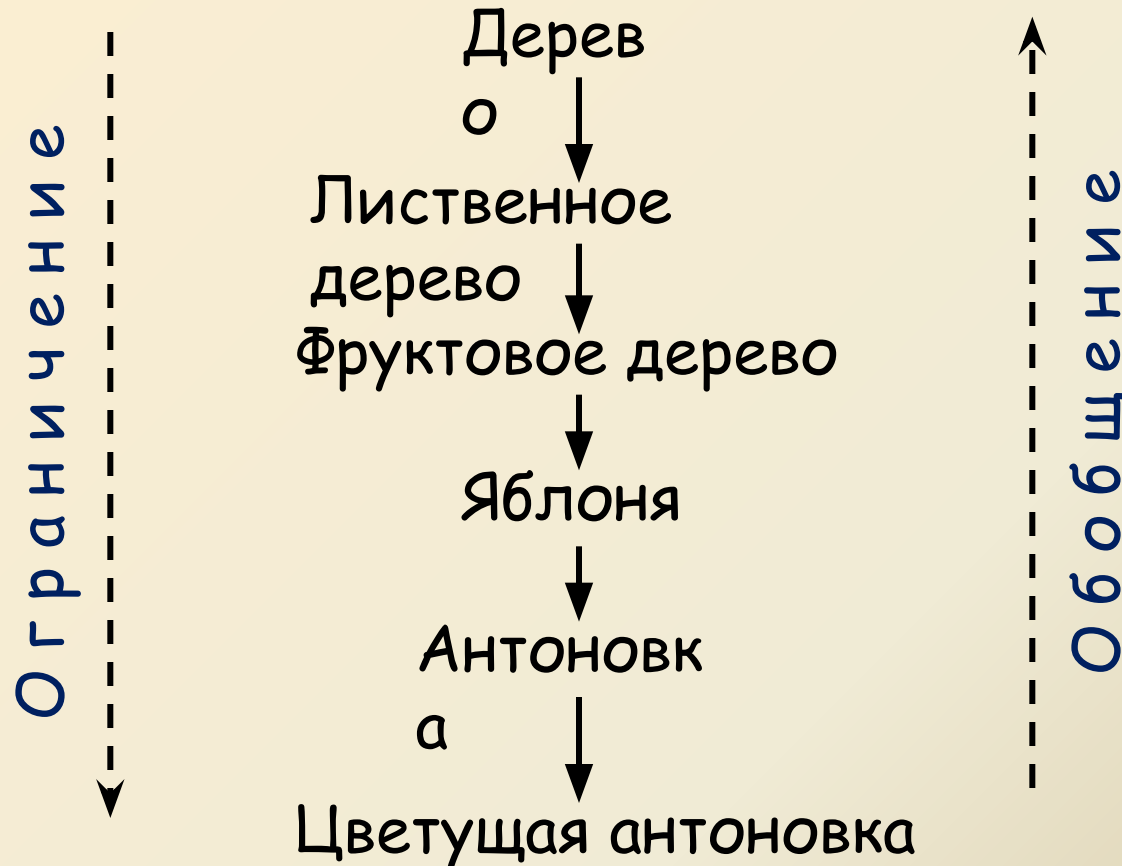 Ограничение
Дерев
о
Лиственное
дерево
Фруктовое дерево
Яблоня
Антоновк
а
Цветущая антоновка
Обобщение